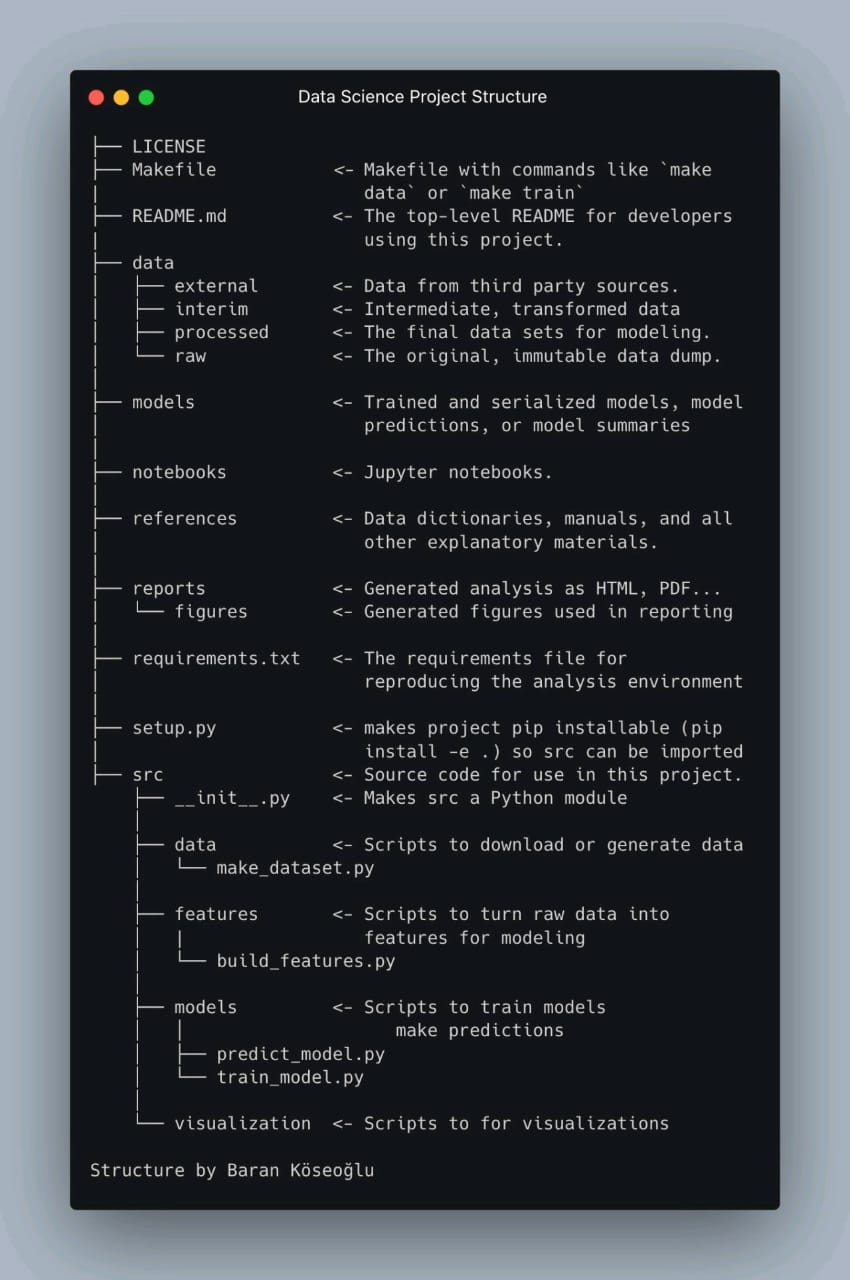 Data Science Project Structure
├── LICENSE
├── Makefile           <- Makefile with commands like `make
│                         data` or `make train`
├── README.md          <- The top-level README for developers
│                         using this project.
├── data
│   ├── external       <- Data from third party sources.
│   ├── interim        <- Intermediate, transformed data
│   ├── processed      <- The final data sets for modeling.
│   └── raw            <- The original, immutable data dump.
│
├── models             <- Trained and serialized models, model
│                         predictions, or model summaries
│
├── notebooks          <- Jupyter notebooks.
│
├── references         <- Data dictionaries, manuals, and all
│                         other explanatory materials.
│
├── reports            <- Generated analysis as HTML, PDF...
│   └── figures        <- Generated figures used in reporting
│
├── requirements.txt   <- The requirements file for
│                         reproducing the analysis environment
│
├── setup.py           <- makes project pip installable (pip
│                         install -e .) so src can be imported
├── src                <- Source code for use in this project.
    ├── __init__.py    <- Makes src a Python module
    │
    ├── data           <- Scripts to download or generate data
    │   └── make_dataset.py
    │
    ├── features       <- Scripts to turn raw data into
    │   |                 features for modeling
    │   └── build_features.py
    │
    ├── models         <- Scripts to train models
    │   │                    make predictions
    │   ├── predict_model.py
    │   └── train_model.py
    │
    └── visualization  <- Scripts to for visualizations

Structure by Baran Köseoğlu